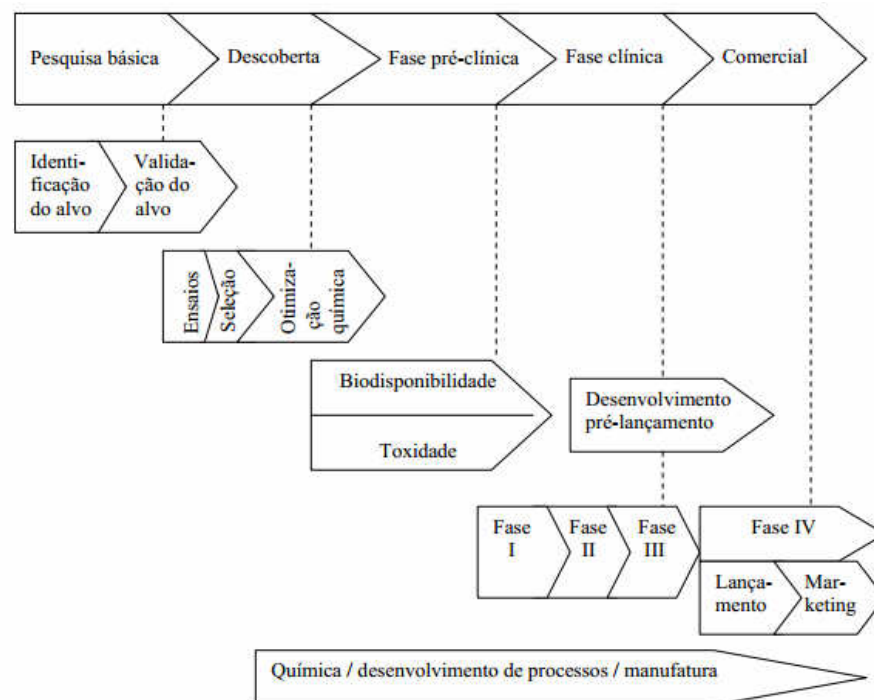 Pesquisa básica
Descoberta
Fase pré-clínica
Fase clínica
Comercial
Identi-
ficação
do alvo
Valida-
ção do
alvo
Ensaios
Seleção
Otimiza-
ção
química
Biodisponibilidade
Toxidade
Desenvolvimento
pré-lançamento
Fase
I
Fase
II
Fase
III
Fase IV
Lança-
mento
Mar-
keting
Química / desenvolvimento de processos / manufatura